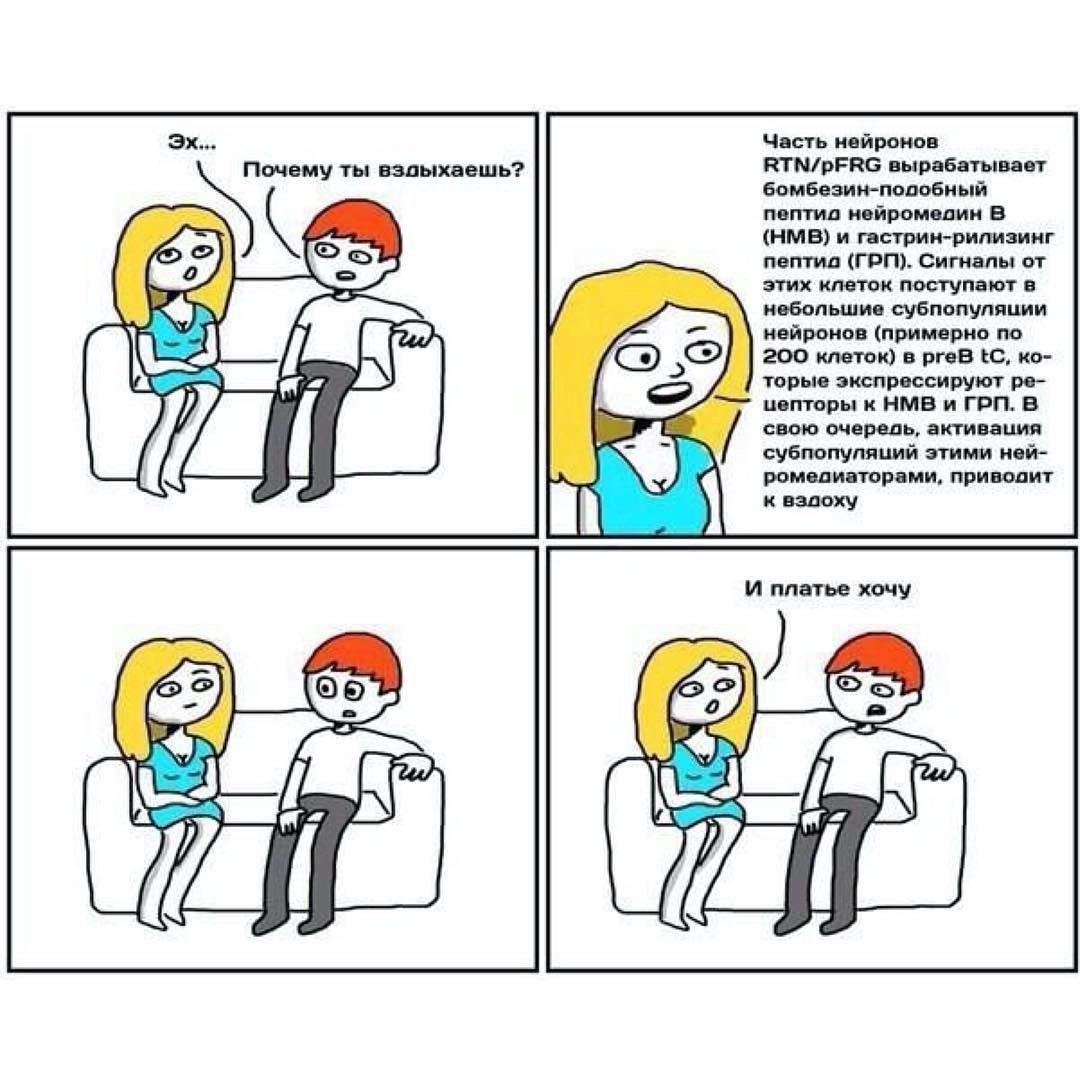 Эх...
Почему ты вздыхаешь?
Часть нейронов
RTN/pFRG вырабатывает
бомбезин-подобный
пептид нейромедин В
(НМВ) и гастрин-рилизинг
пептид (ГРП). Сигналы от
этих клеток поступают в
небольшие субпопуляции
нейронов (примерно по
200 клеток) в preB tC, ко-
торые экспрессируют ре-
цепторы к НМВ и ГРП. В
свою очередь, активация
субпопуляций этими ней-
ромедиаторами, приводит
к вздоху
И платье хочу